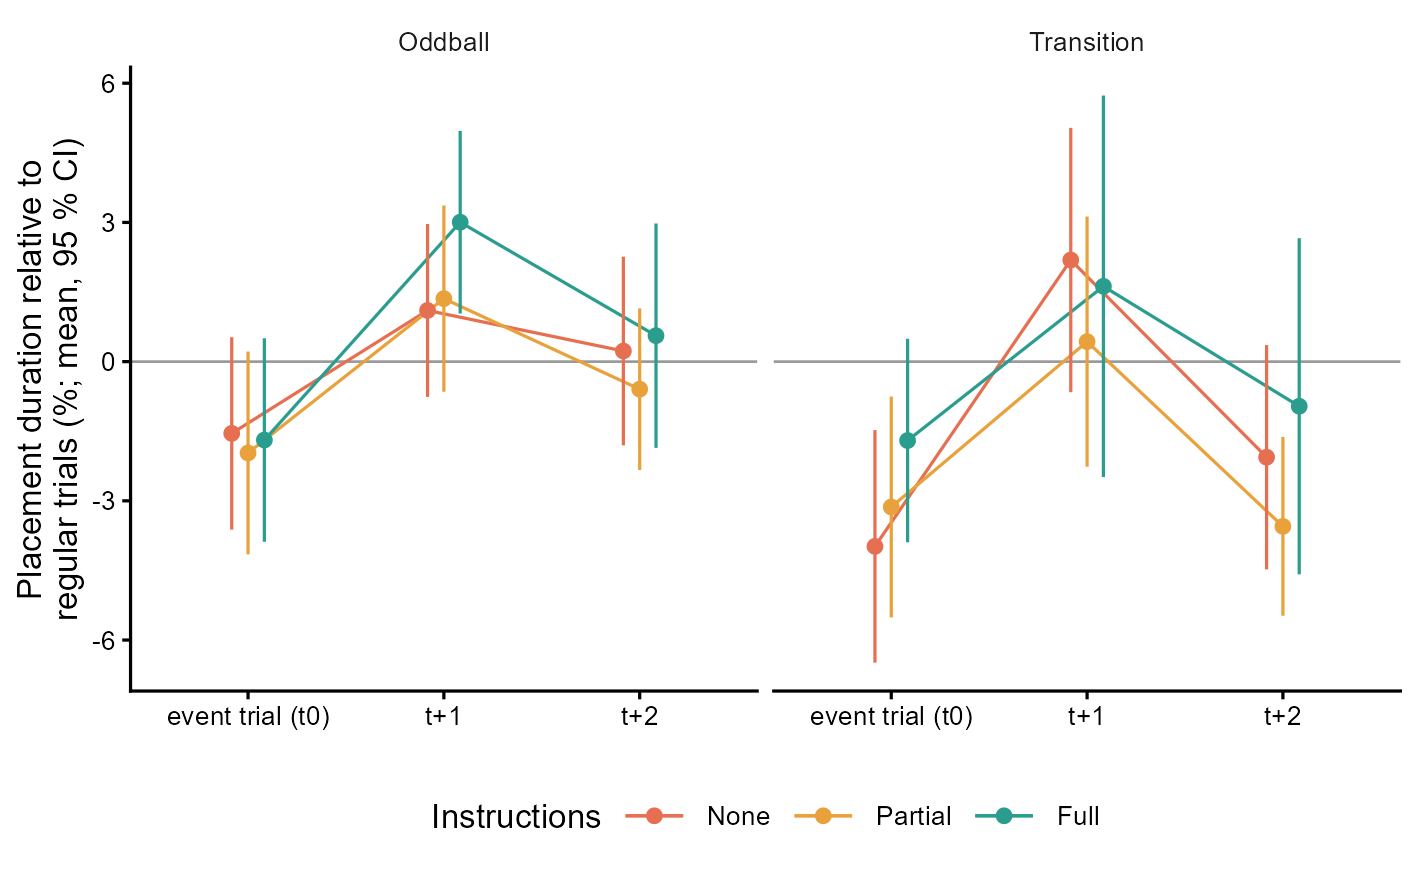 Oddball
Transition
Placement duration relative to
regular trials (%; mean, 95 % CI)
6
3
0
-3
-6
event trial (t0)
t+1
t+2
event trial (t0)
t+1
t+2
Instructions
None
Partial
Full